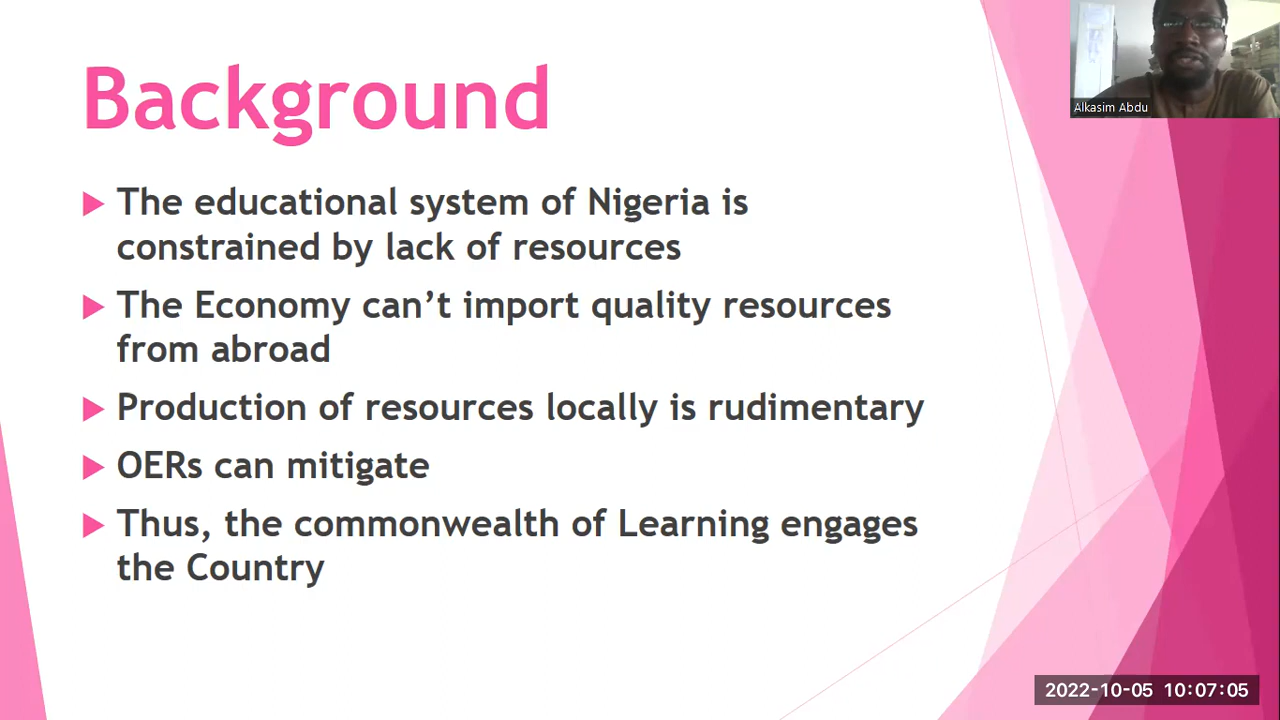 Background
Alkasim Abdu
▶ The educational system of Nigeria is
constrained by lack of resources
▶ The Economy can’t import quality resources
from abroad
▶ Production of resources locally is rudimentary
▶ OERs can mitigate
▶ Thus, the commonwealth of Learning engages
the Country
2022-10-05 10:07:05